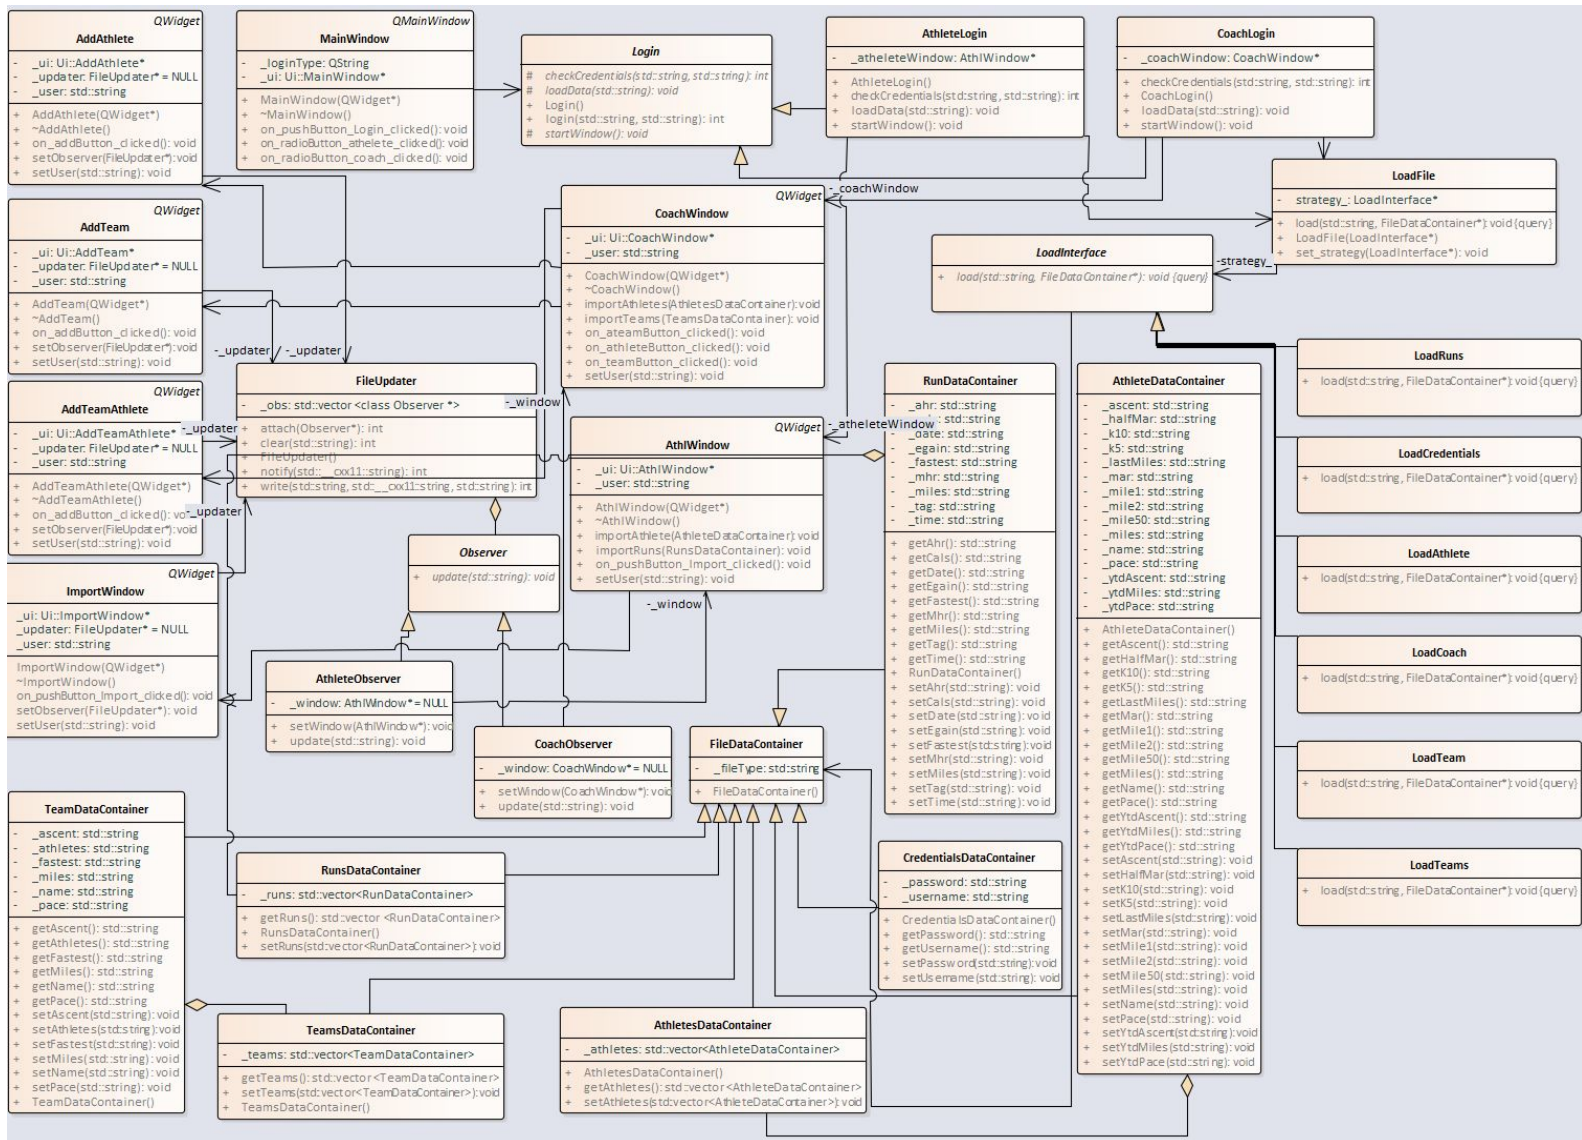 QWidget
AddAthlete
- _ui: Ui::AddAthlete*
- _updater: FileUpdater* = NULL
- _user: std::string
+ AddAthlete(QWidget*)
+ ~AddAthlete()
+ on_addButton_clicked(): void
+ setObserver(FileUpdater*):void
+ setUser(std::string): void
QMainWindow
MainWindow
- _loginType: QString
- _ui: Ui::MainWindow*
+ MainWindow(QWidget*)
+ ~MainWindow()
+ on_pushButton_Login_clicked(): void
+ on_radioButton_athelete_clicked(): void
+ on_radioButton_coach_clicked(): void
Login
# checkCredentials(std::string, std::string): int
# loadData(std::string): void
+ Login()
+ login(std::string, std::string): int
# startWindow(): void
AthleteLogin
- _atheleteWindow: AthlWindow*
+ AthleteLogin()
+ checkCredentials(std::string, std::string): int
+ loadData(std::string): void
+ startWindow(): void
CoachLogin
- _coachWindow: CoachWindow*
+ checkCredentials(std::string, std::string): int
+ CoachLogin()
+ loadData(std::string): void
+ startWindow(): void
LoadFile
- strategy_: LoadInterface*
+ load(std::string, FileDataContainer*): void {query}
+ LoadFile(LoadInterface*)
+ set_strategy(LoadInterface*): void
-_coachWindow
-strategy_
LoadInterface
+ load(std::string, FileDataContainer*): void {query}
QWidget
AddTeam
- _ui: Ui::AddTeam*
- _updater: FileUpdater* = NULL
- _user: std::string
+ AddTeam(QWidget*)
+ ~AddTeam()
+ on_addButton_clicked(): void
+ setObserver(FileUpdater*): void
+ setUser(std::string): void
QWidget
CoachWindow
- _ui: Ui::CoachWindow*
- _user: std::string
+ CoachWindow(QWidget*)
+ ~CoachWindow()
+ importAthletes(AthletesDataContainer): void
+ importTeams(TeamsDataContainer): void
+ on_ateamButton_clicked(): void
+ on_athleteButton_clicked(): void
+ on_teamButton_clicked(): void
+ setUser(std::string): void
-_updater
-_updater
FileUpdater
- _obs: std::vector <class Observer *>
+ attach(Observer*): int
+ clear(std::string): int
+ FileUpdater()
+ notify(std::__cxx11::string): int
+ write(std::string, std::__cxx11::string, std::string): int
-_window
QWidget
AddTeamAthlete
- _ui: Ui::AddTeamAthlete*
- _updater: FileUpdater* = NULL
- _user: std::string
+ AddTeamAthlete(QWidget*)
+ ~AddTeamAthlete()
+ on_addButton_clicked(): void
+ setObserver(FileUpdater*): void
+ setUser(std::string): void
-_updater
-_updater
QWidget
AthlWindow
- _ui: Ui::AthlWindow*
- _user: std::string
+ AthlWindow(QWidget*)
+ ~AthlWindow()
+ importAthlete(AthleteDataContainer): void
+ importRuns(RunsDataContainer): void
+ on_pushButton_Import_clicked(): void
+ setUser(std::string): void
-_atheleteWindow
-_window
RunDataContainer
- _ahr: std::string
std::string
_date: std::string
- _egain: std::string
- _fastest: std::string
- _mhr: std::string
- _miles: std::string
- _tag: std::string
- _time: std::string
+ getAhr(): std::string
+ getCals(): std::string
+ getDate(): std::string
+ getEgain(): std::string
+ getFastest(): std::string
+ getMhr(): std::string
+ getMiles(): std::string
+ getTag(): std::string
+ getTime(): std::string
+ RunDataContainer()
+ setAhr(std::string): void
+ setCals(std::string): void
+ setDate(std::string): void
+ setEgain(std::string): void
+ setFastest(std::string): void
+ setMhr(std::string): void
+ setMiles(std::string): void
+ setTag(std::string): void
+ setTime(std::string): void
AthleteDataContainer
- _ascent: std::string
- _halfMar: std::string
- _k10: std::string
- _k5: std::string
- _lastMiles: std::string
- _mar: std::string
- _mile1: std::string
- _mile2: std::string
- _mile50: std::string
- _miles: std::string
- _name: std::string
- _pace: std::string
- _ytdAscent: std::string
- _ytdMiles: std::string
- _ytdPace: std::string
+ AthleteDataContainer()
+ getAscent(): std::string
+ getHalfMar(): std::string
+ getK10(): std::string
+ getK5(): std::string
+ getLastMiles(): std::string
+ getMar(): std::string
+ getMile1(): std::string
+ getMile2(): std::string
+ getMile50(): std::string
+ getMiles(): std::string
+ getName(): std::string
+ getPace(): std::string
+ getYtdAscent(): std::string
+ getYtdMiles(): std::string
+ getYtdPace(): std::string
+ setAscent(std::string): void
+ setHalfMar(std::string): void
+ setK10(std::string): void
+ setK5(std::string): void
+ setLastMiles(std::string): void
+ setMar(std::string): void
+ setMile1(std::string): void
+ setMile2(std::string): void
+ setMile50(std::string): void
+ setMiles(std::string): void
+ setName(std::string): void
+ setPace(std::string): void
+ setYtdAscent(std::string): void
+ setYtdMiles(std::string): void
+ setYtdPace(std::string): void
LoadRuns
+ load(std::string, FileDataContainer*): void {query}
LoadCredentials
+ load(std::string, FileDataContainer*): void {query}
LoadAthlete
+ load(std::string, FileDataContainer*): void {query}
LoadCoach
+ load(std::string, FileDataContainer*): void {query}
LoadTeam
+ load(std::string, FileDataContainer*): void {query}
LoadTeams
+ load(std::string, FileDataContainer*): void {query}
Observer
+ update(std::string): void
QWidget
ImportWindow
_ui: Ui::ImportWindow*
_updater: FileUpdater* = NULL
_user: std::string
ImportWindow(QWidget*)
~ImportWindow()
on_pushButton_Import_clicked(): void
setObserver(FileUpdater*): void
setUser(std::string): void
AthleteObserver
- _window: AthlWindow* = NULL
+ setWindow(AthlWindow*): void
+ update(std::string): void
CoachObserver
- _window: CoachWindow* = NULL
+ setWindow(CoachWindow*): void
+ update(std::string): void
FileDataContainer
- _fileType: std::string
+ FileDataContainer()
TeamDataContainer
- _ascent: std::string
- _athletes: std::string
- _fastest: std::string
- _miles: std::string
- _name: std::string
- _pace: std::string
+ getAscent(): std::string
+ getAthletes(): std::string
+ getFastest(): std::string
+ getMiles(): std::string
+ getName(): std::string
+ getPace(): std::string
+ setAscent(std::string): void
+ setAthletes(std::string): void
+ setFastest(std::string): void
+ setMiles(std::string): void
+ setName(std::string): void
+ setPace(std::string): void
+ TeamDataContainer()
RunsDataContainer
- _runs: std::vector<RunDataContainer>
+ getRuns(): std::vector <RunDataContainer>
+ RunsDataContainer()
+ setRuns(std::vector<RunDataContainer>): void
CredentialsDataContainer
- _password: std::string
- _username: std::string
+ CredentialsDataContainer()
+ getPassword(): std::string
+ getUsername(): std::string
+ setPassword(std::string): void
+ setUsername(std::string): void
TeamsDataContainer
- _teams: std::vector<TeamDataContainer>
+ getTeams(): std::vector <TeamDataContainer>
+ setTeams(std::vector<TeamDataContainer>): void
+ TeamsDataContainer()
AthletesDataContainer
- _athletes: std::vector<AthleteDataContainer>
+ AthletesDataContainer()
+ getAthletes(): std::vector <AthleteDataContainer>
+ setAthletes(std::vector<AthleteDataContainer>): void